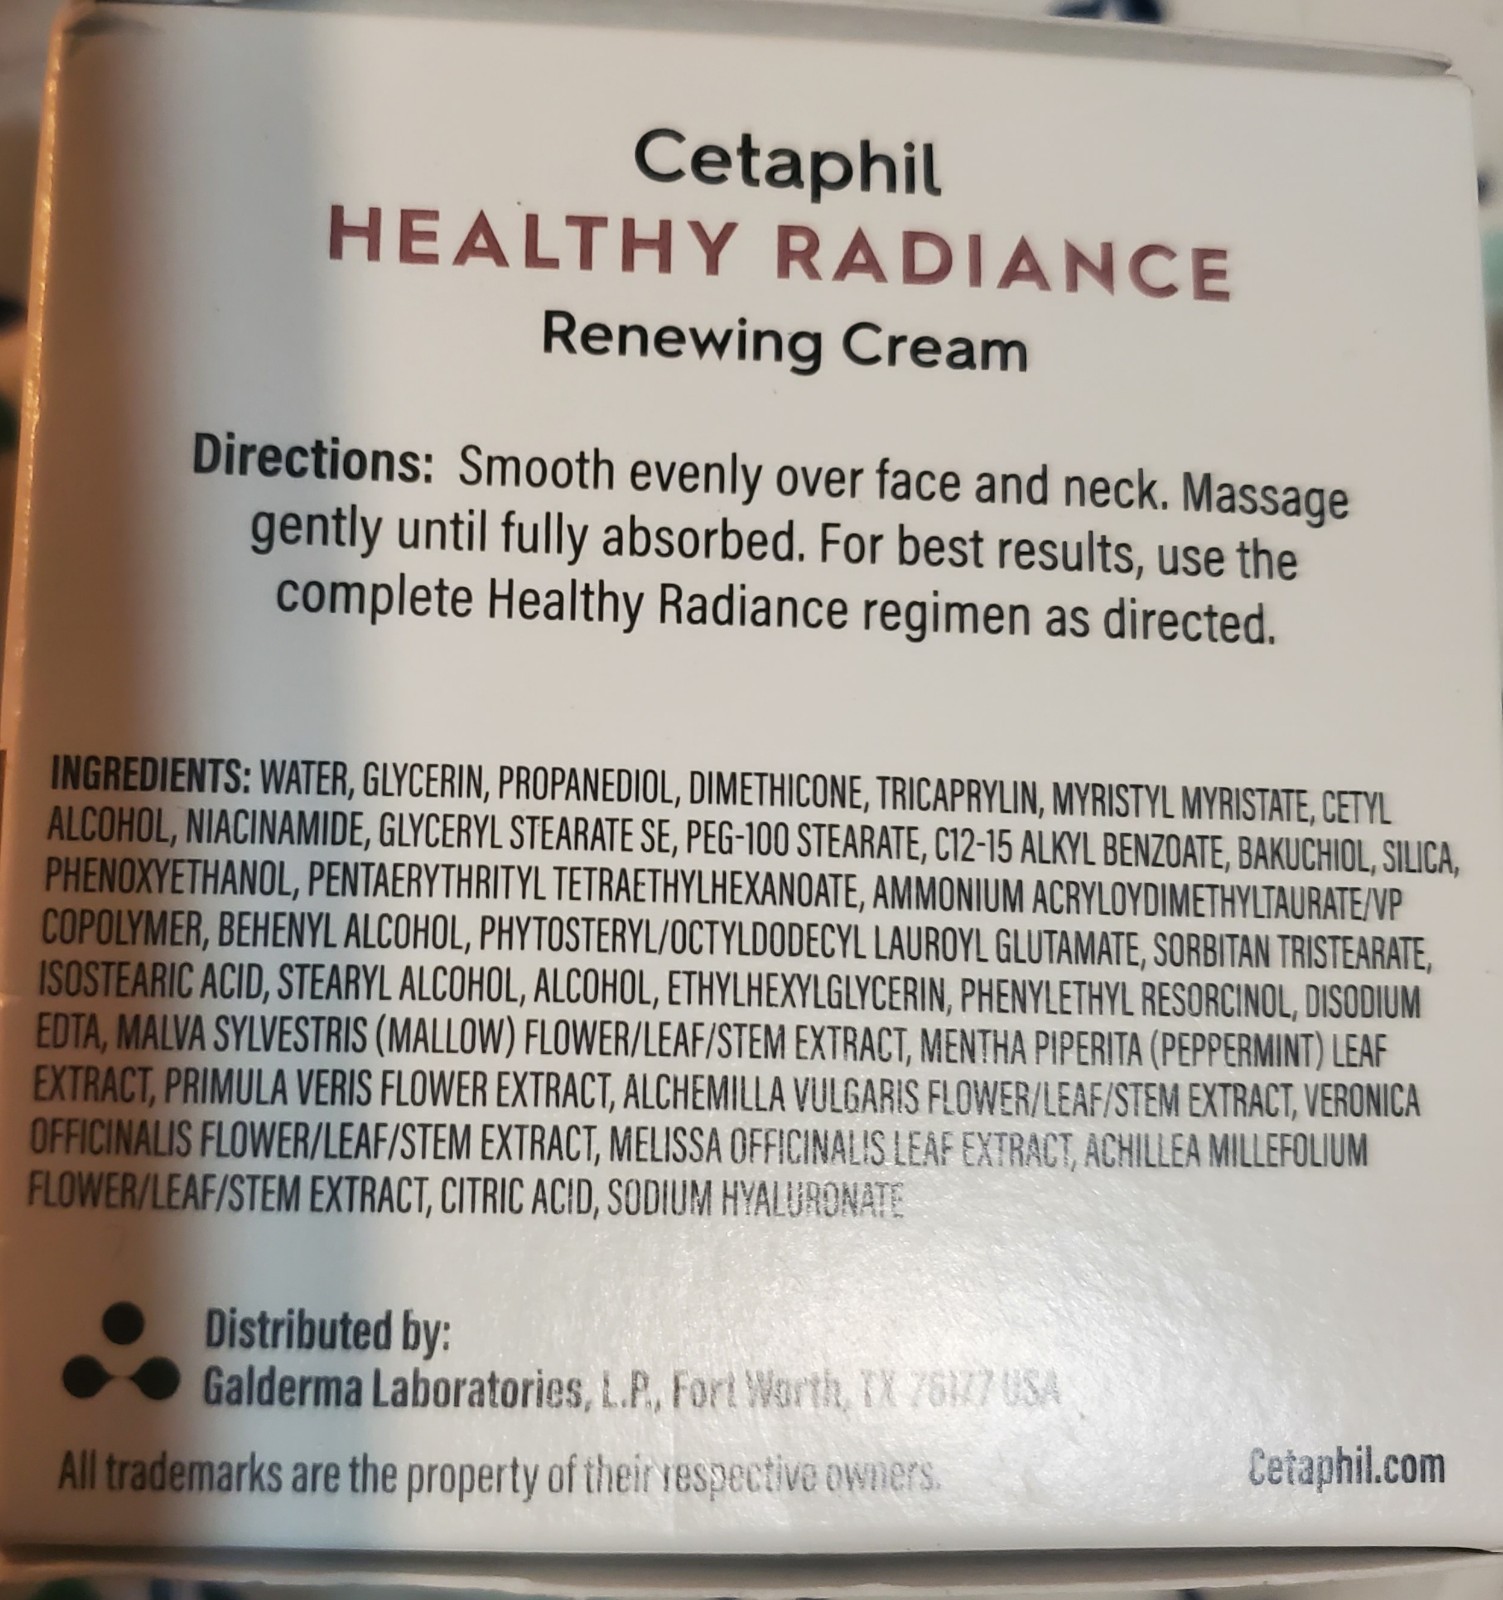 Cetaphil
HEALTHY RADIANCE
Renewing Cream
Directions: Smooth evenly over face and neck. Massage
gently until fully absorbed. For best results, use the
complete Healthy Radiance regimen as directed.
INGREDIENTS: WATER, GLYCERIN, PROPANEDIOL, DIMETHICONE, TRICAPRYLIN, MYRISTYL MYRISTATE, CETYL
ALCOHOL, NIACINAMIDE, GLYCERYL STEARATE SE, PEG-100 STEARATE, C12-15 ALKYL BENZOATE, BAKUCHIOL, SILICA,
PHENOXYETHANOL, PENTAERYTHRITYL TETRAETHYLHEXANOATE, AMMONIUM ACRYLOYDIMETHYLTAURATE/VP
COPOLYMER, BEHENYL ALCOHOL, PHYTOSTERYL/OCTYLDODECYL LAUROYL GLUTAMATE, SORBITAN TRISTEARATE,
ISOSTEARIC ACID, STEARYL ALCOHOL, ALCOHOL, ETHYLHEXYLGLYCERIN, PHENYLETHYL RESORCINOL, DISODIUM
EDTA, MALVA SYLVESTRIS (MALLOW) FLOWER/LEAF/STEM EXTRACT, MENTHA PIPERITA (PEPPERMINT) LEAF
EXTRACT, PRIMULA VERIS FLOWER EXTRACT, ALCHEMILLA VULGARIS FLOWER/LEAF/STEM EXTRACT, VERONICA
OFFICINALIS FLOWER/LEAF/STEM EXTRACT, MELISSA OFFICINALIS LEAF EXTRACT, ACHILLEA MILLEFOLIUM
FLOWER/LEAF/STEM EXTRACT, CITRIC ACID, SODIUM HYALURONATE
Distributed by:
Galderma Laboratories, L.P., Fort Worth, TX 76177 USA
All trademarks are the property of their respective owners.
Cetaphil.com